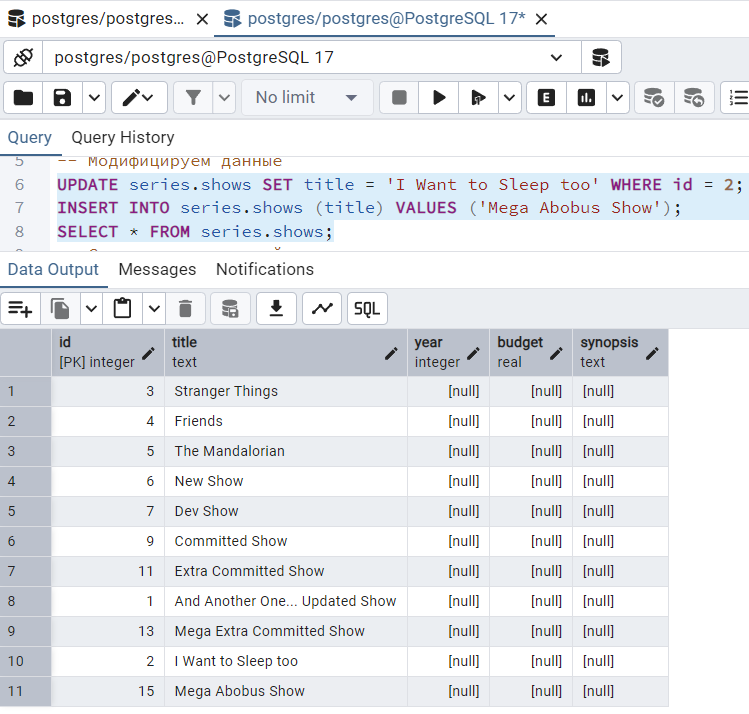 postgres/postgres... postgres/postgres@PostgreSQL 17*
postgres/postgres@PostgreSQL 17
No limit
Query Query History
5 -- Модифицируем данные
6 UPDATE series.shows SET title = 'I Want to Sleep too' WHERE id = 2;
7 INSERT INTO series.shows (title) VALUES ('Mega Abobus Show');
8 SELECT * FROM series.shows;
Data Output Messages Notifications
SQL
id title year budget synopsis
[PK] integer text integer real text
1 3 Stranger Things [null] [null] [null]
2 4 Friends [null] [null] [null]
3 5 The Mandalorian [null] [null] [null]
4 6 New Show [null] [null] [null]
5 7 Dev Show [null] [null] [null]
6 9 Committed Show [null] [null] [null]
7 11 Extra Committed Show [null] [null] [null]
8 1 And Another One... Updated Show [null] [null] [null]
9 13 Mega Extra Committed Show [null] [null] [null]
10 2 I Want to Sleep too [null] [null] [null]
11 15 Mega Abobus Show [null] [null] [null]